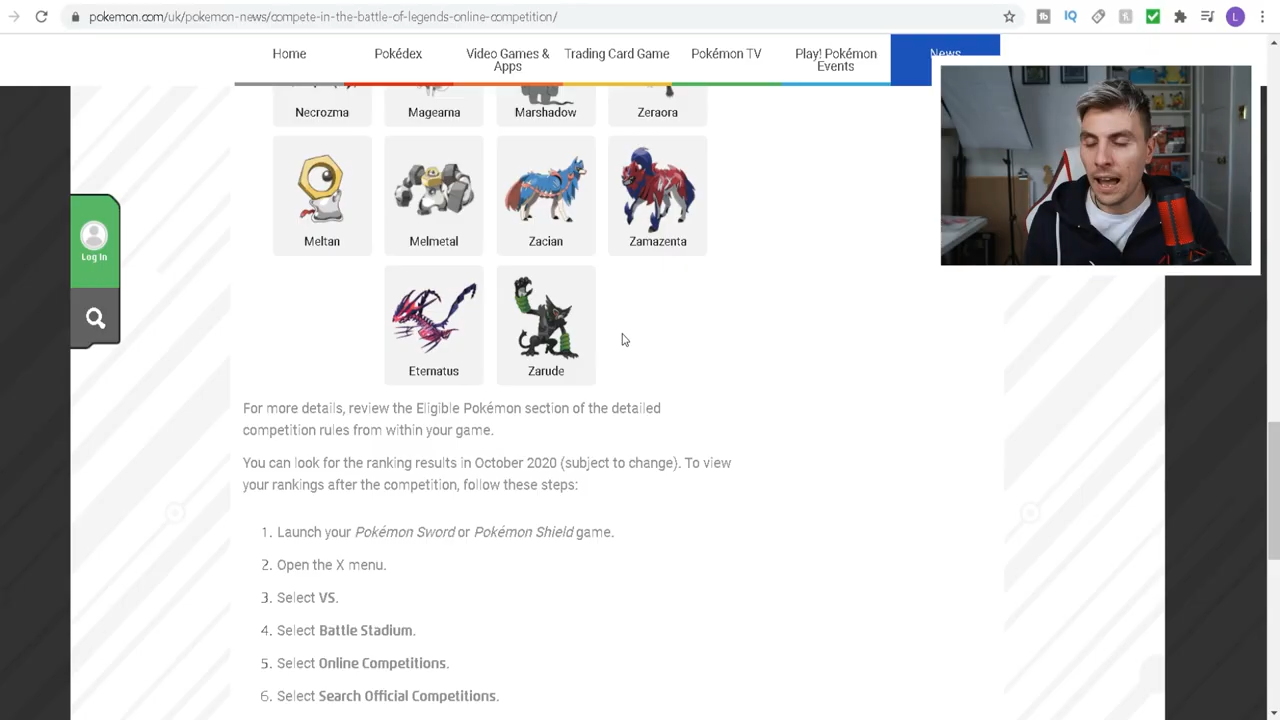 pokemon.com/uk/pokemon-news/compete-in-the-battle-of-legends-online-competition/
Home
Pokédex
Video Games &
Apps
Trading Card Game
Pokémon TV
Play! Pokémon
Events
News
Necrozma
Magearna
Marshadow
Zeraora
Meltan
Melmetal
Zacian
Zamazenta
Log In
Eternatus
Zarude
For more details, review the Eligible Pokémon section of the detailed
competition rules from within your game.
You can look for the ranking results in October 2020 (subject to change). To view
your rankings after the competition, follow these steps:
1. Launch your Pokémon Sword or Pokémon Shield game.
2. Open the X menu.
3. Select VS.
4. Select Battle Stadium.
5. Select Online Competitions.
6. Select Search Official Competitions.
tb
IQ
h
L